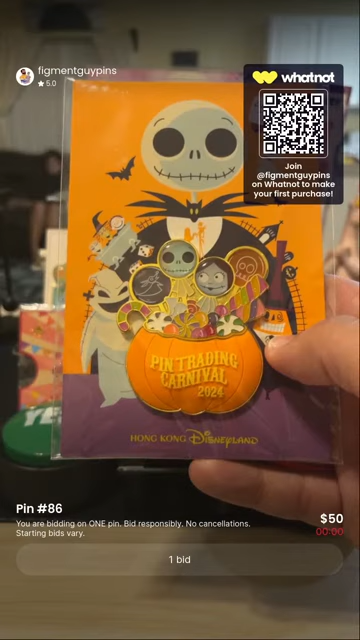 figmentguypins
★ 5.0
whatnot
Join
@figmentguypins
on Whatnot to make
your first purchase!
PIN TRADING
CARNIVAL
2024
HONG KONG DISNEYLAND
Pin #86
You are bidding on ONE pin. Bid responsibly. No cancellations.
Starting bids vary.
$50
00:00
1 bid